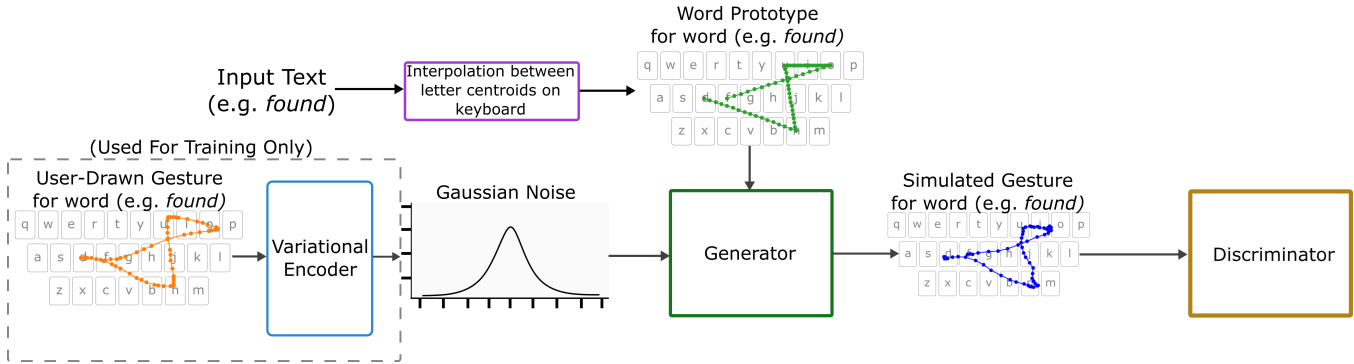 Word Prototype
for word (e.g. found)
q w e r t y i o p
a s d f g h j k l
z x c v b n m
Input Text
(e.g. found)
Interpolation between
letter centroids on
keyboard
(Used For Training Only)
User-Drawn Gesture
for word (e.g. found)
q w e r t y u i o p
a s d f g h j k l
z x c v b n m
Variational
Encoder
Gaussian Noise
Generator
Simulated Gesture
for word (e.g. found)
q w e r t y u i o p
a s d f g h j k l
z x c v b m
Discriminator